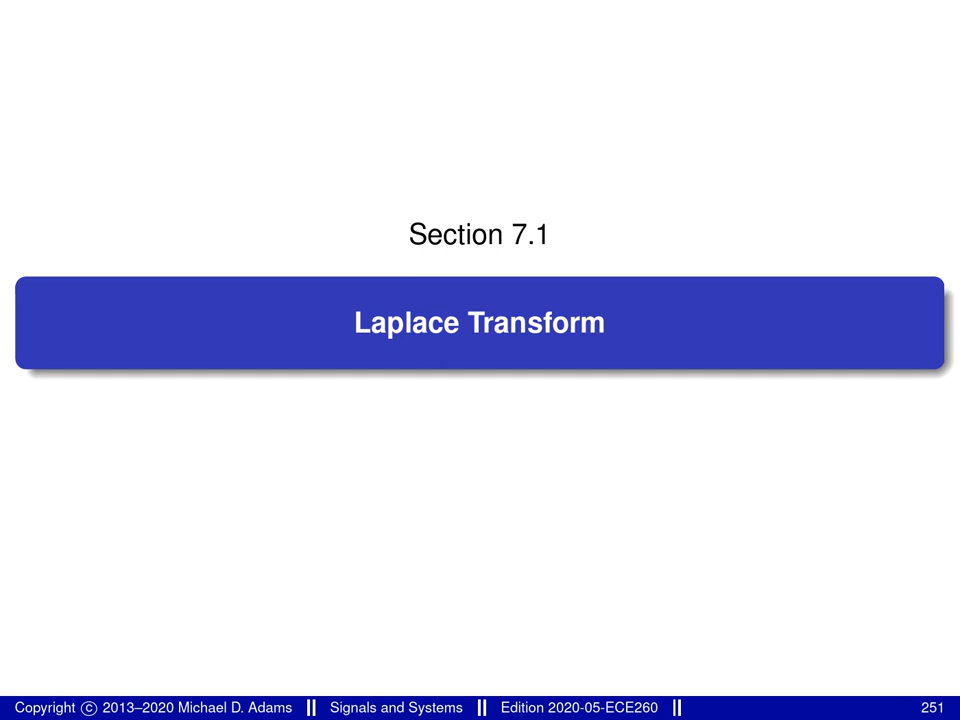 Section 7.1
Laplace Transform
Copyright © 2013–2020 Michael D. Adams Signals and Systems Edition 2020-05-ECE260 251